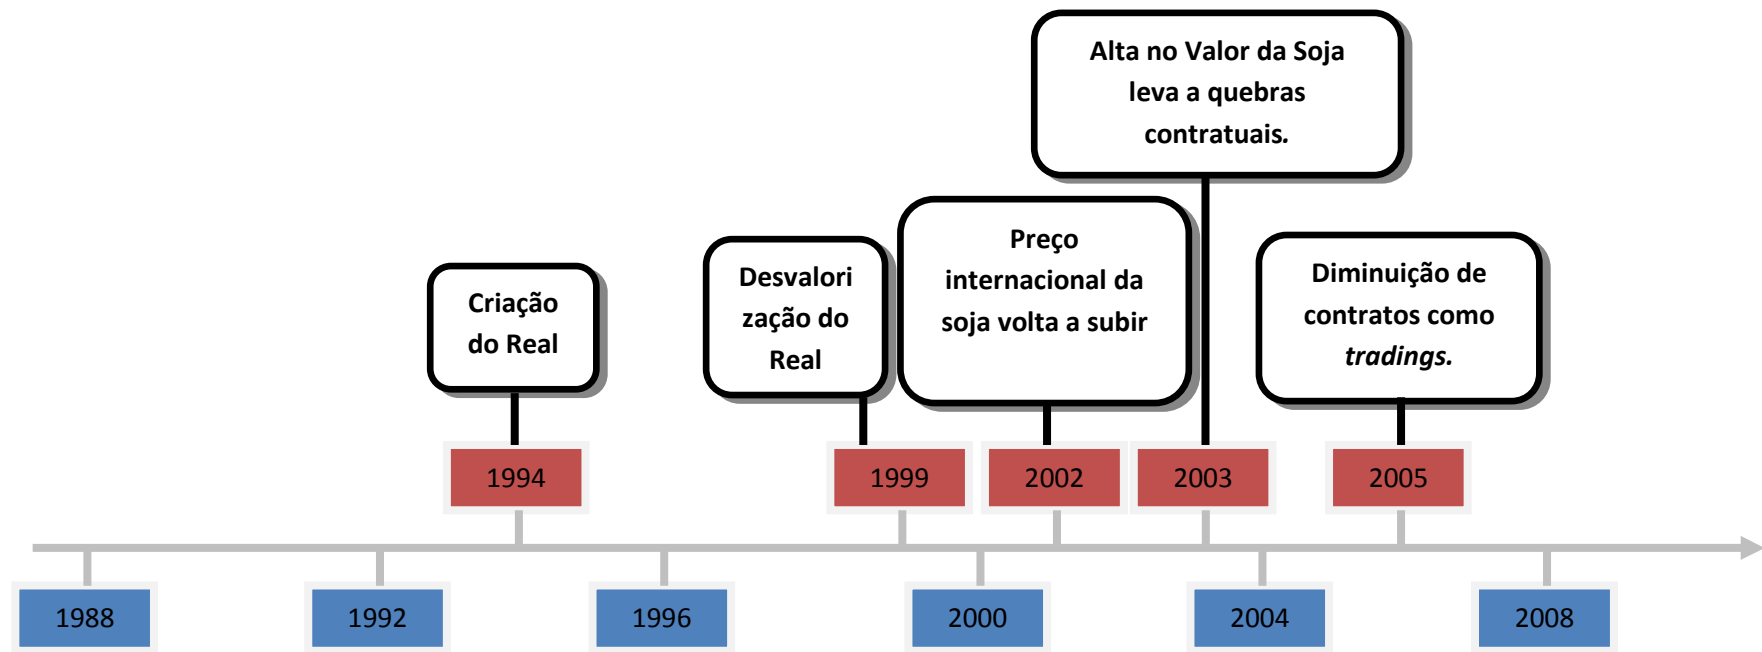 Alta no Valor da Soja
leva a quebras
contratuais.
Preço
internacional da
soja volta a subir
Desvalori
zação do
Real
Diminuição de
contratos como
tradings.
Criação
do Real
1994
1999
2002
2003
2005
1988
1992
1996
2000
2004
2008